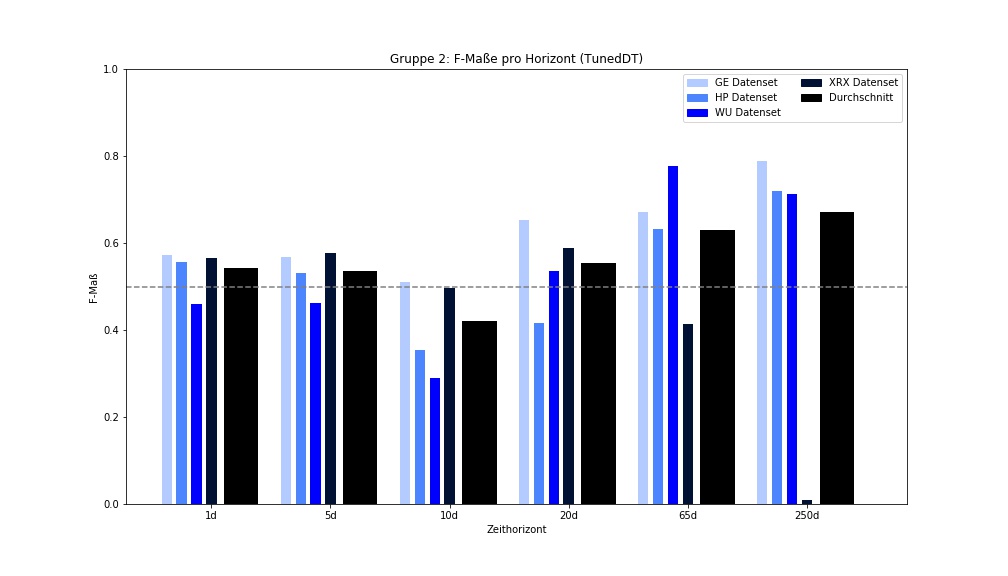 Gruppe 2: F-Maße pro Horizont (TunedDT)
GE Datenset
HP Datenset
WU Datenset
XRX Datenset
Durchschnitt
1.0
0.8
0.6
0.4
0.2
0.0
F-Maß
1d
5d
10d
20d
65d
250d
Zeithorizont